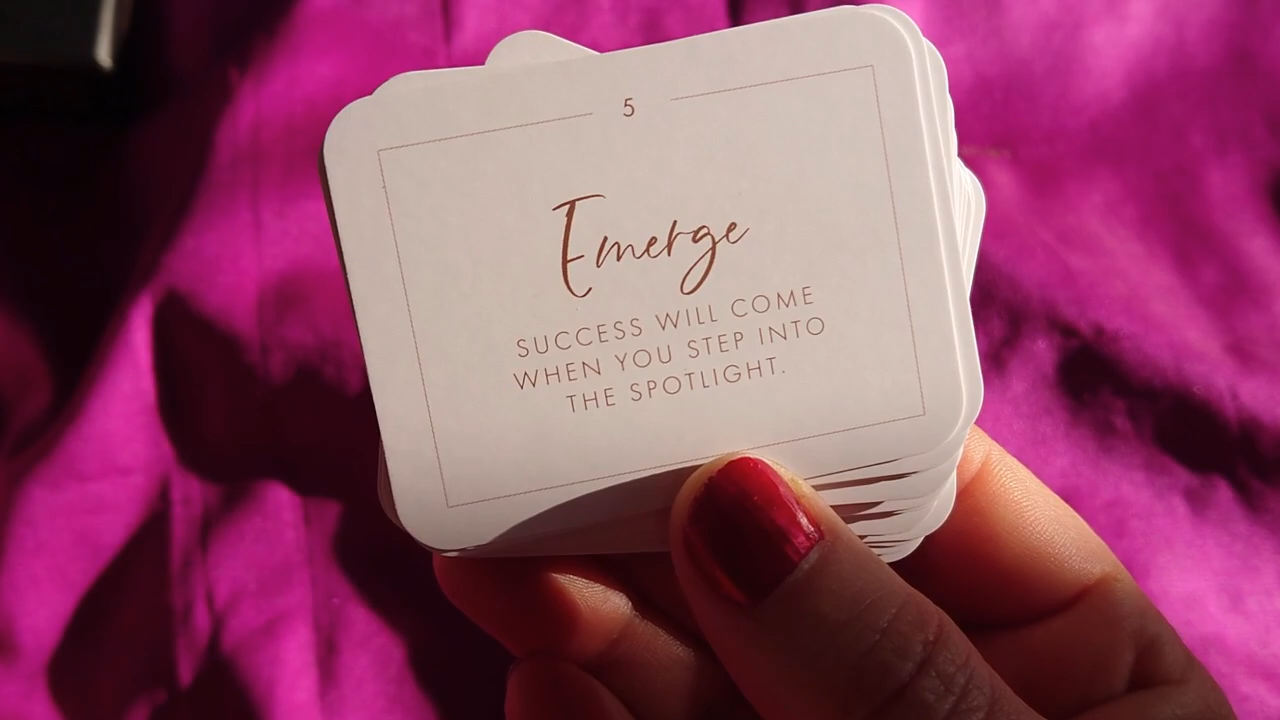 5
Emerge
SUCCESS WILL COME
WHEN YOU STEP INTO
THE SPOTLIGHT.